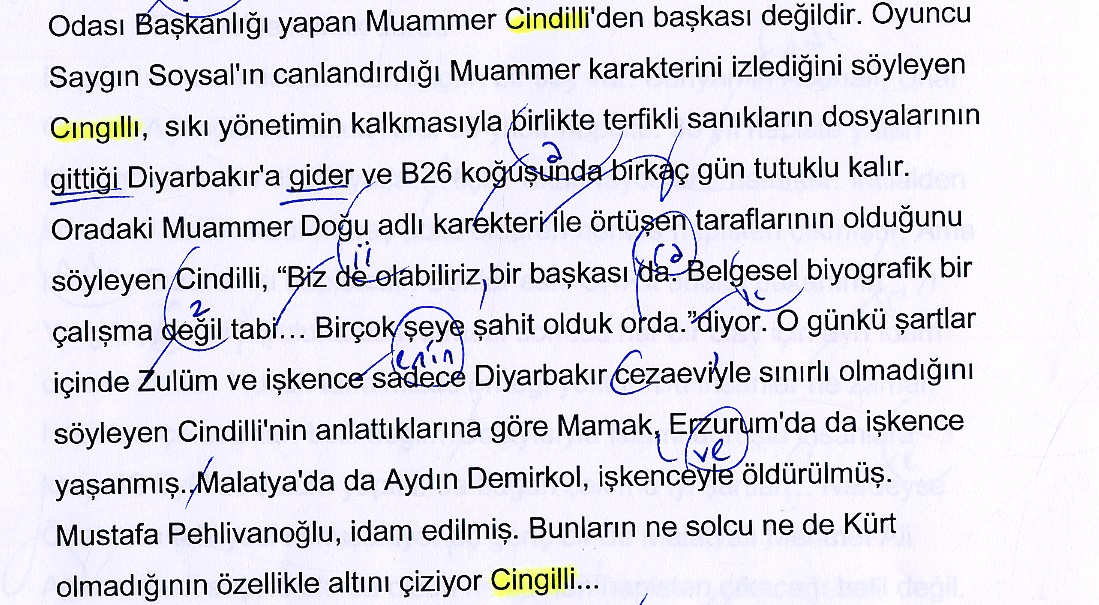 Odası Başkanlığı yapan Muammer Cindilli'den başkası değildir. Oyuncu
Saygın Soysal'ın canlandırdığı Muammer karakterini izlediğini söyleyen
Cıngıllı, sıkı yönetimin kalkmasıyla birlikte terfikli sanıkların dosyalarının
gittiği Diyarbakır'a gider ve B26 koğuşunda birkaç gün tutuklu kalır.
a
Oradaki Muammer Doğu adlı karekteri ile örtüşen taraflarının olduğunu
söyleyen Cindilli, “Biz de olabiliriz, bir başkası da. Belgesel biyografik bir
çalışma değil tabi... Birçok şeye şahit olduk orda.”diyor. O günkü şartlar
içinde Zulüm ve işkence sadece Diyarbakır Cezaeviyle sınırlı olmadığını
enin
söyleyen Cindilli'nin anlattıklarına göre Mamak, Erzurum'da da işkence
ve
yaşanmış., Malatya'da da Aydın Demirkol, işkenceyle öldürülmüş.
Mustafa Pehlivanoğlu, idam edilmiş. Bunların ne solcu ne de Kürt
olmadığının özellikle altını çiziyor Cingilli...